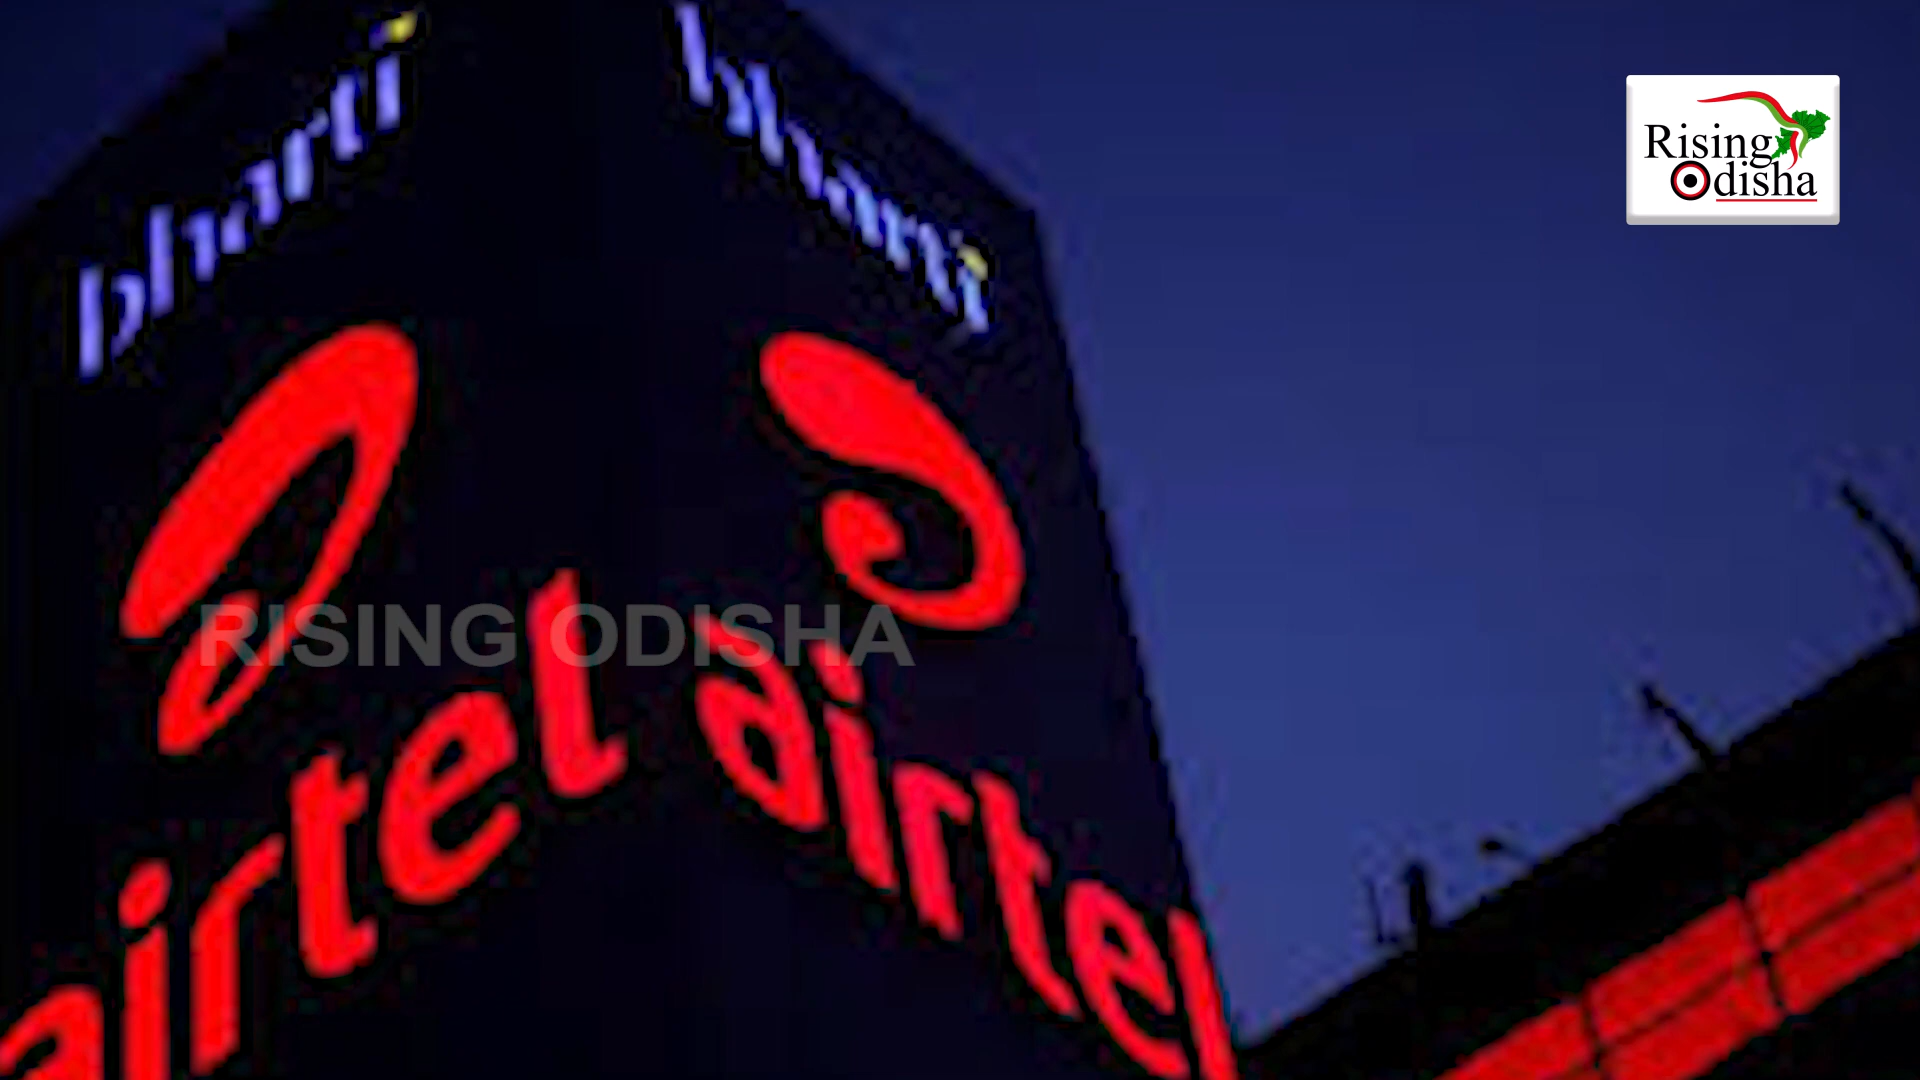 bharti
bharti
airtel
airtel
RISING ODISHA
Rising
Odisha